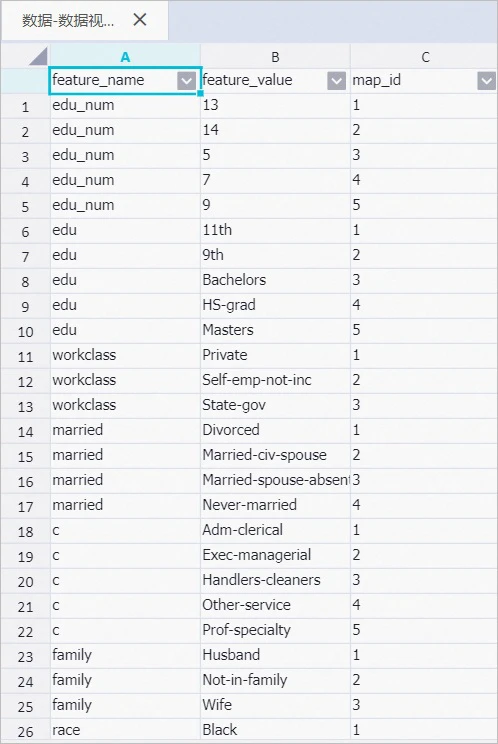 数据-数据视...
A B C
feature_name feature_value map_id
1 edu_num 13 1
2 edu_num 14 2
3 edu_num 5 3
4 edu_num 7 4
5 edu_num 9 5
6 edu 11th 1
7 edu 9th 2
8 edu Bachelors 3
9 edu HS-grad 4
10 edu Masters 5
11 workclass Private 1
12 workclass Self-emp-not-inc 2
13 workclass State-gov 3
14 married Divorced 1
15 married Married-civ-spouse 2
16 married Married-spouse-absent 3
17 married Never-married 4
18 c Adm-clerical 1
19 c Exec-managerial 2
20 c Handlers-cleaners 3
21 c Other-service 4
22 c Prof-specialty 5
23 family Husband 1
24 family Not-in-family 2
25 family Wife 3
26 race Black 1